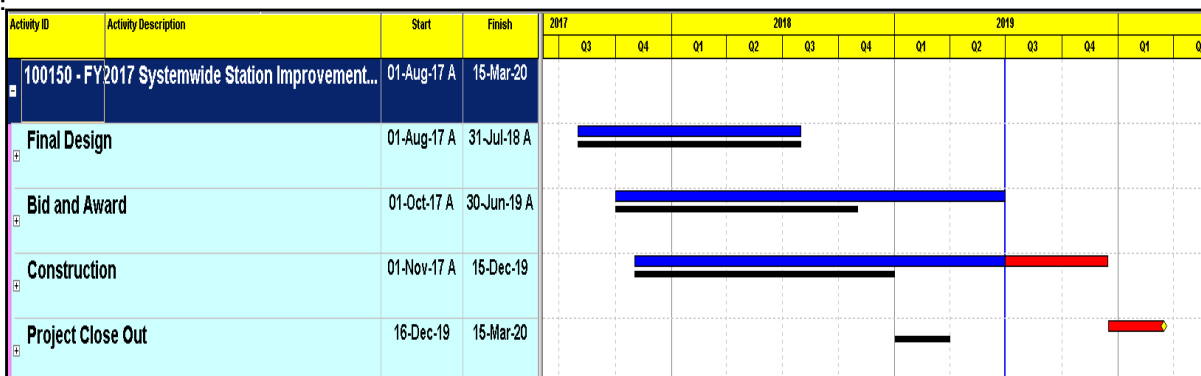 Activity ID Activity Description Start Finish 2017 2018 2019
Q3 Q4 Q1 Q2 Q3 Q4 Q1 Q2 Q3 Q4 Q1
100150 - FY2017 Systemwide Station Improvement... 01-Aug-17 A 15-Mar-20
Final Design 01-Aug-17 A 31-Jul-18 A
Bid and Award 01-Oct-17 A 30-Jun-19 A
Construction 01-Nov-17 A 15-Dec-19
Project Close Out 16-Dec-19 15-Mar-20